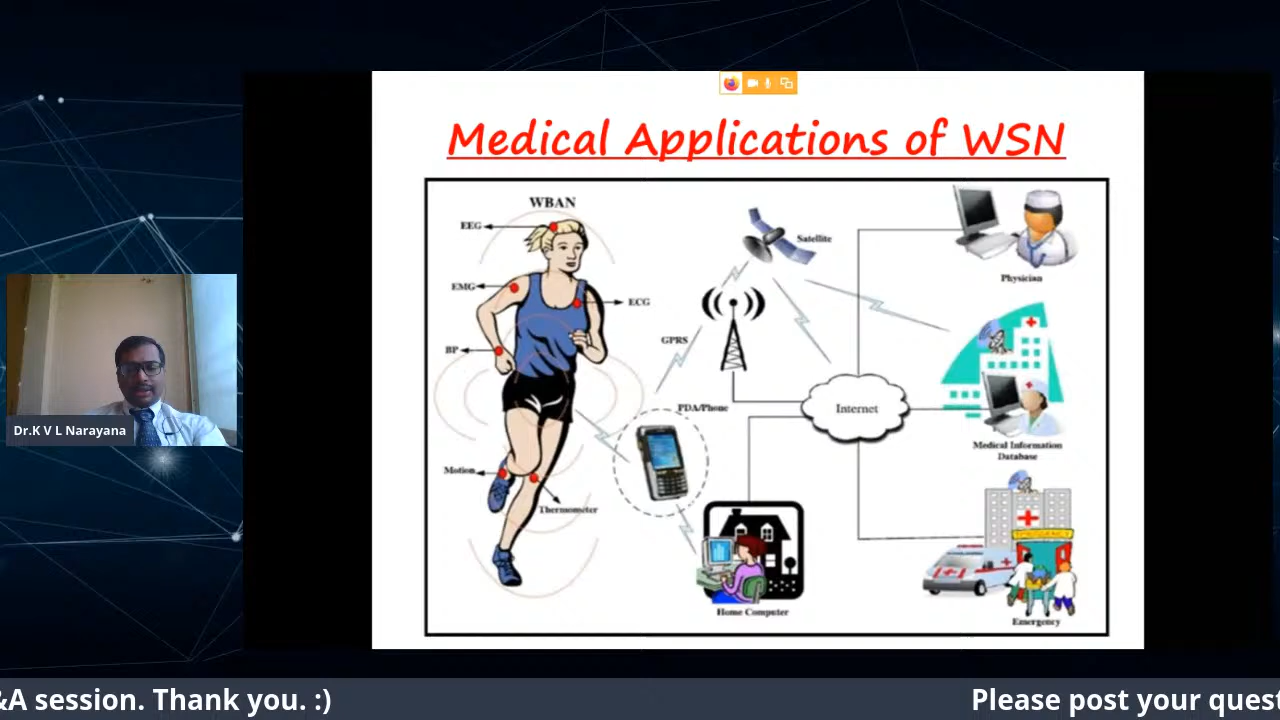 Medical Applications of WSN
WBAN
EEG
EMG
ECG
BP
Motion
Thermometer
Satellite
GPRS
PDA/Phone
Internet
Home Computer
Physician
Medical Information
Database
EMERGENCY
Emergency
Dr.K V L Narayana
&A session. Thank you. :)
Please post your quest